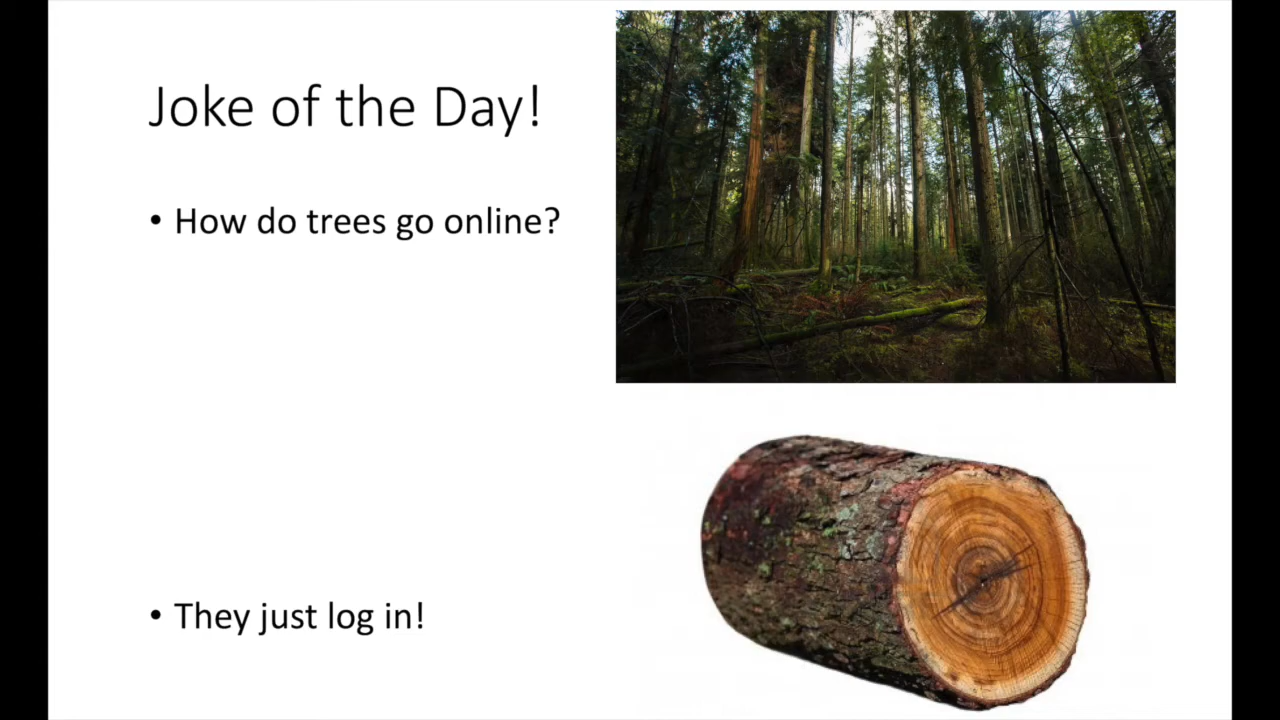 Joke of the Day!
• How do trees go online?
• They just log in!